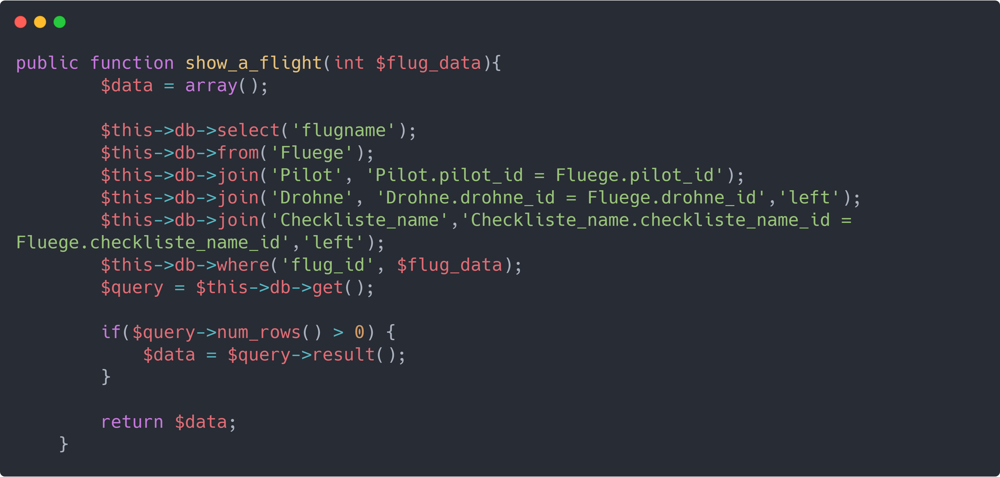 public function show_a_flight(int $flug_data){
        $data = array();

        $this->db->select('flugname');
        $this->db->from('Fluege');
        $this->db->join('Pilot', 'Pilot.pilot_id = Fluege.pilot_id');
        $this->db->join('Drohne', 'Drohne.drohne_id = Fluege.drohne_id','left');
        $this->db->join('Checkliste_name','Checkliste_name.checkliste_name_id =
Fluege.checkliste_name_id','left');
        $this->db->where('flug_id', $flug_data);
        $query = $this->db->get();

        if($query->num_rows() > 0) {
            $data = $query->result();
        }

        return $data;
    }